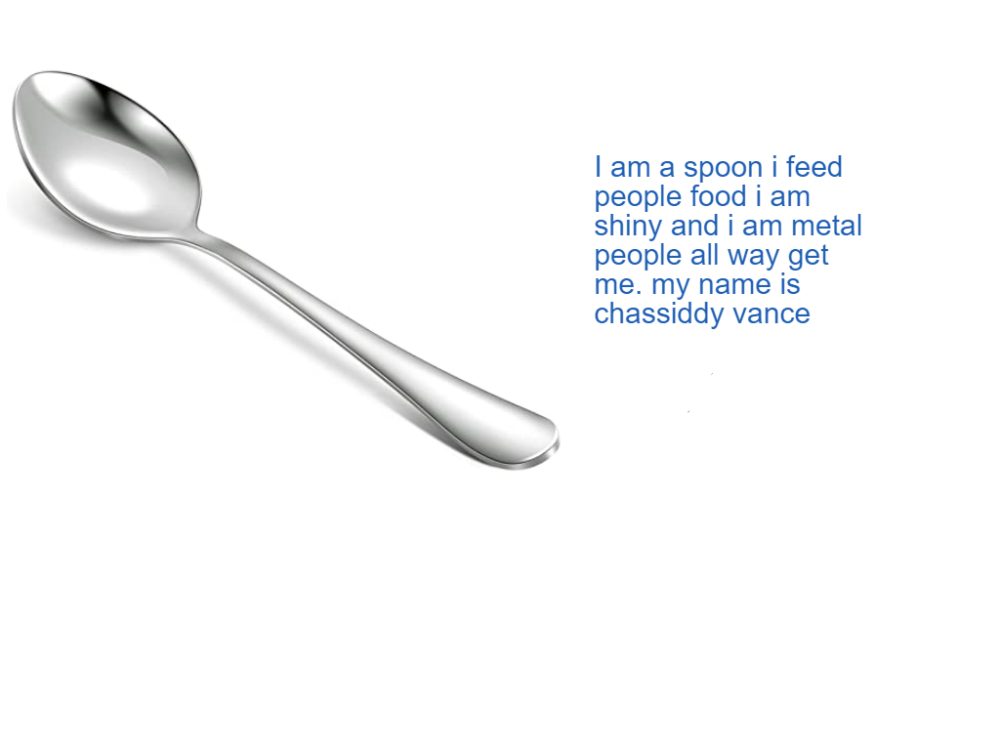 I am a spoon i feed
people food i am
shiny and i am metal
people all way get
me. my name is
chassiddy vance